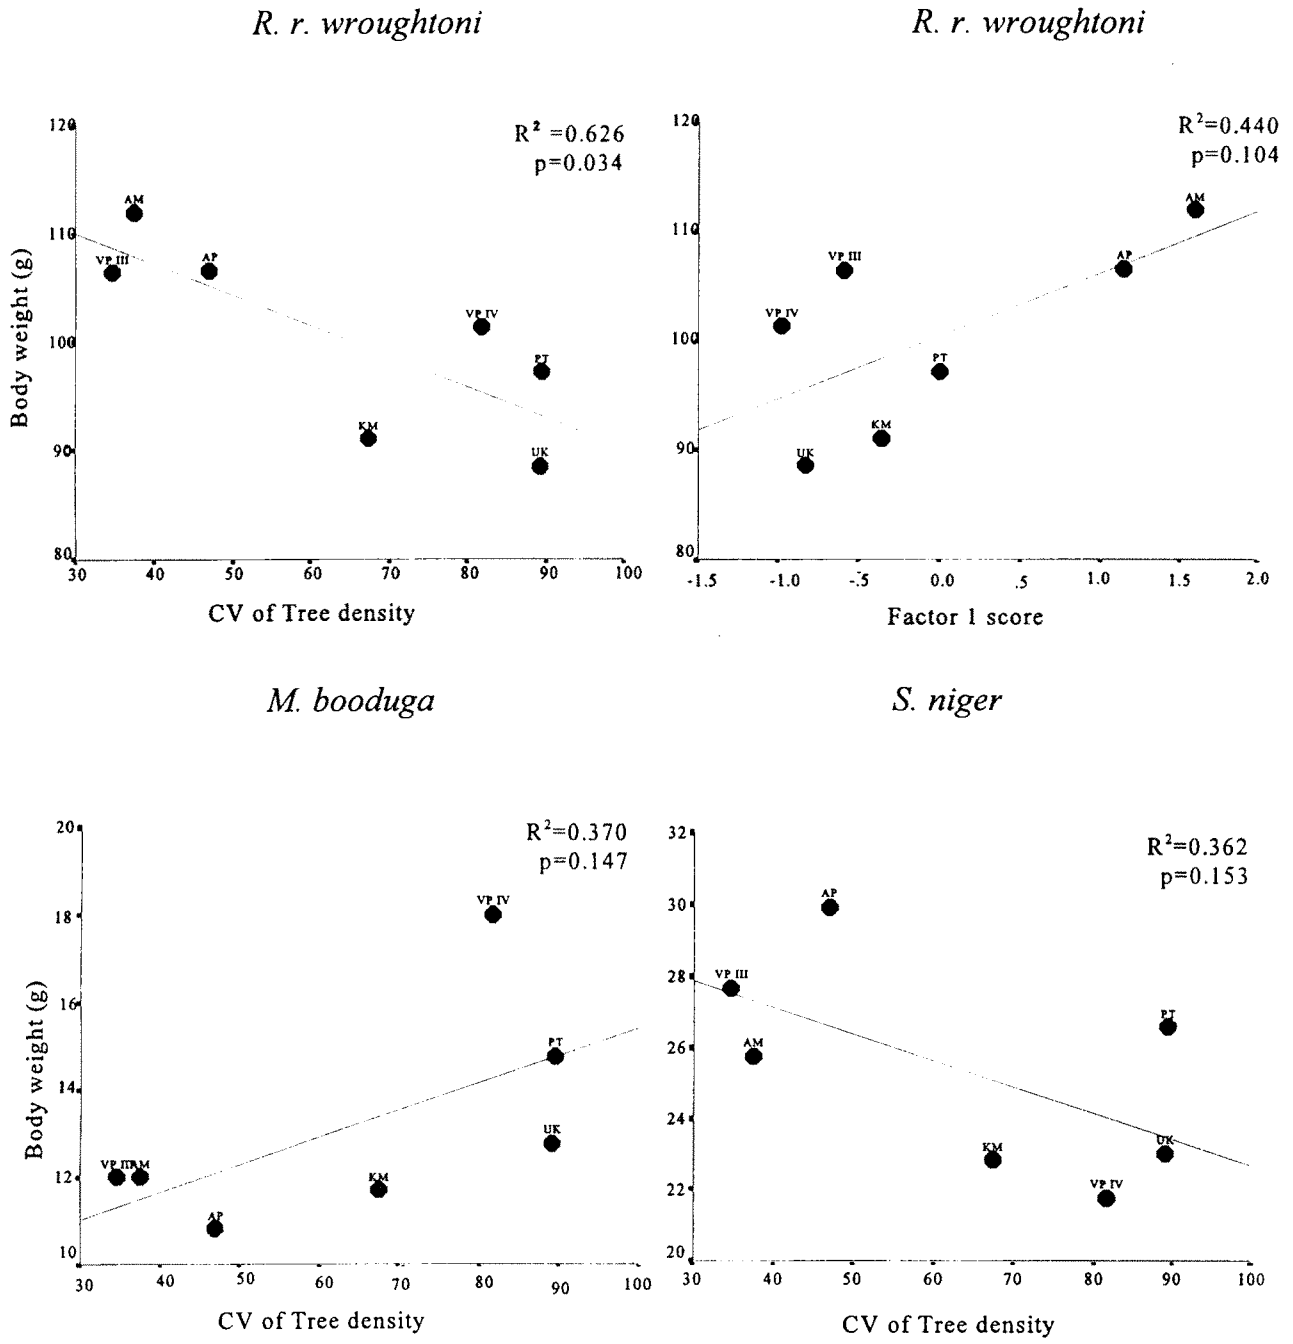 R. r. wroughtoni
R²=0.626
p=0.034
120
110
100
90
80
Body weight (g)
AM
VP III
AP
VP IV
PT
KM
UK
30 40 50 60 70 80 90 100
CV of Tree density
R. r. wroughtoni
R²=0.440
p=0.104
120
110
100
90
80
AM
AP
VP III
VP IV
PT
KM
UK
-1.5 -1.0 -.5 0.0 .5 1.0 1.5 2.0
Factor 1 score
M. booduga
R²=0.370
p=0.147
20
18
16
14
12
10
Body weight (g)
VP IV
PT
UK
VP III AM
KM
AP
30 40 50 60 70 80 90 100
CV of Tree density
S. niger
R²=0.362
p=0.153
32
30
28
26
24
22
20
AP
VP III
PT
AM
KM
UK
VP IV
30 40 50 60 70 80 90 100
CV of Tree density